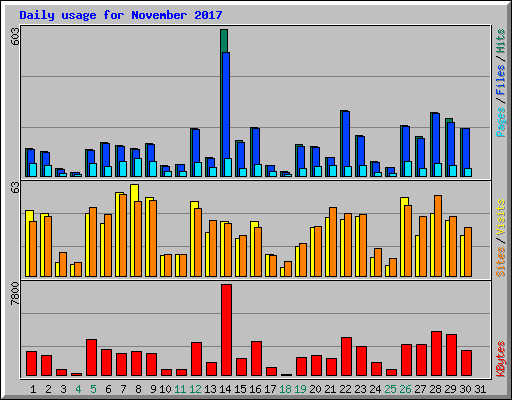 Daily usage for November 2017
603
Pages / Files / Hits
63
Sites / Visits
7800
KBytes
1 2 3 4 5 6 7 8 9 10 11 12 13 14 15 16 17 18 19 20 21 22 23 24 25 26 27 28 29 30 31